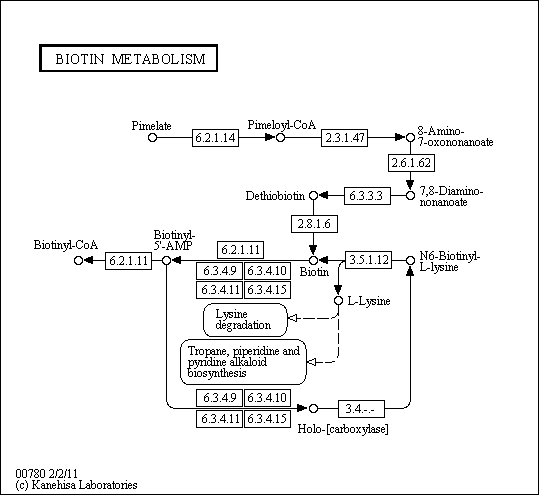 BIOTIN METABOLISM
Pimelate
6.2.1.14
Pimeloyl-CoA
2.3.1.47
8-Amino-
7-oxononanoate
2.6.1.62
Dethiobiotin
6.3.3.3
7,8-Diamino-
nonanoate
2.8.1.6
Biotinyl-CoA
6.2.1.11
Biotinyl-
5'-AMP
6.2.1.11
6.3.4.9
6.3.4.10
6.3.4.11
6.3.4.15
Biotin
3.5.1.12
N6-Biotinyl-
L-lysine
L-Lysine
Lysine
degradation
Tropane, piperidine and
pyridine alkaloid
biosynthesis
6.3.4.9
6.3.4.10
6.3.4.11
6.3.4.15
3.4.-.-
Holo-[carboxylase]
00780 2/2/11
(c) Kanehisa Laboratories